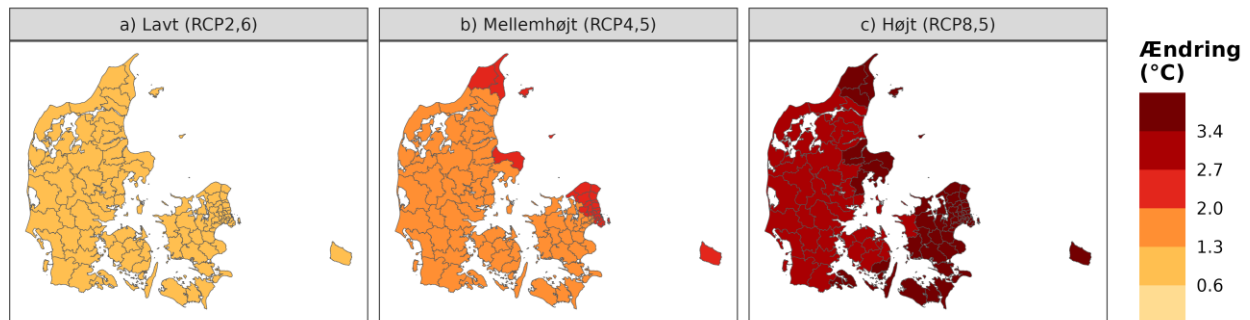 a) Lavt (RCP2,6)
b) Mellemhøjt (RCP4,5)
c) Højt (RCP8,5)
Ændring
(°C)
3.4
2.7
2.0
1.3
0.6